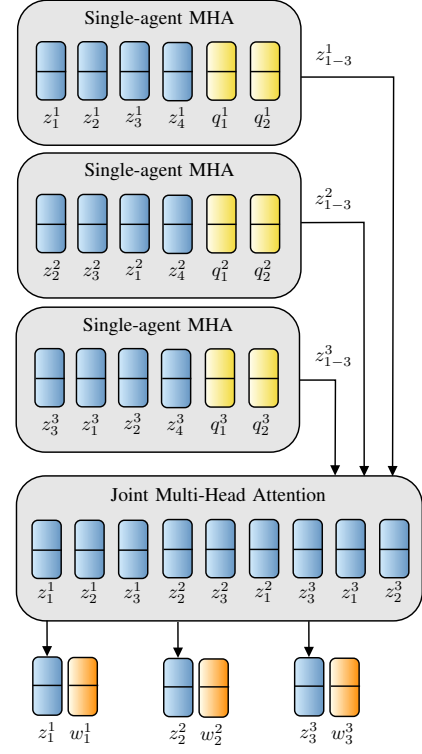 Single-agent MHA
z_1^1 z_2^1 z_3^1 z_4^1 q_1^1 q_2^1
z_{1-3}^1
Single-agent MHA
z_2^2 z_3^2 z_1^2 z_4^2 q_1^2 q_2^2
z_{1-3}^2
Single-agent MHA
z_3^3 z_1^3 z_2^3 z_4^3 q_1^3 q_2^3
z_{1-3}^3
Joint Multi-Head Attention
z_1^1 z_2^1 z_3^1 z_2^2 z_3^2 z_1^2 z_3^3 z_1^3 z_2^3
z_1^1 w_1^1 z_2^2 w_2^2 z_3^3 w_3^3